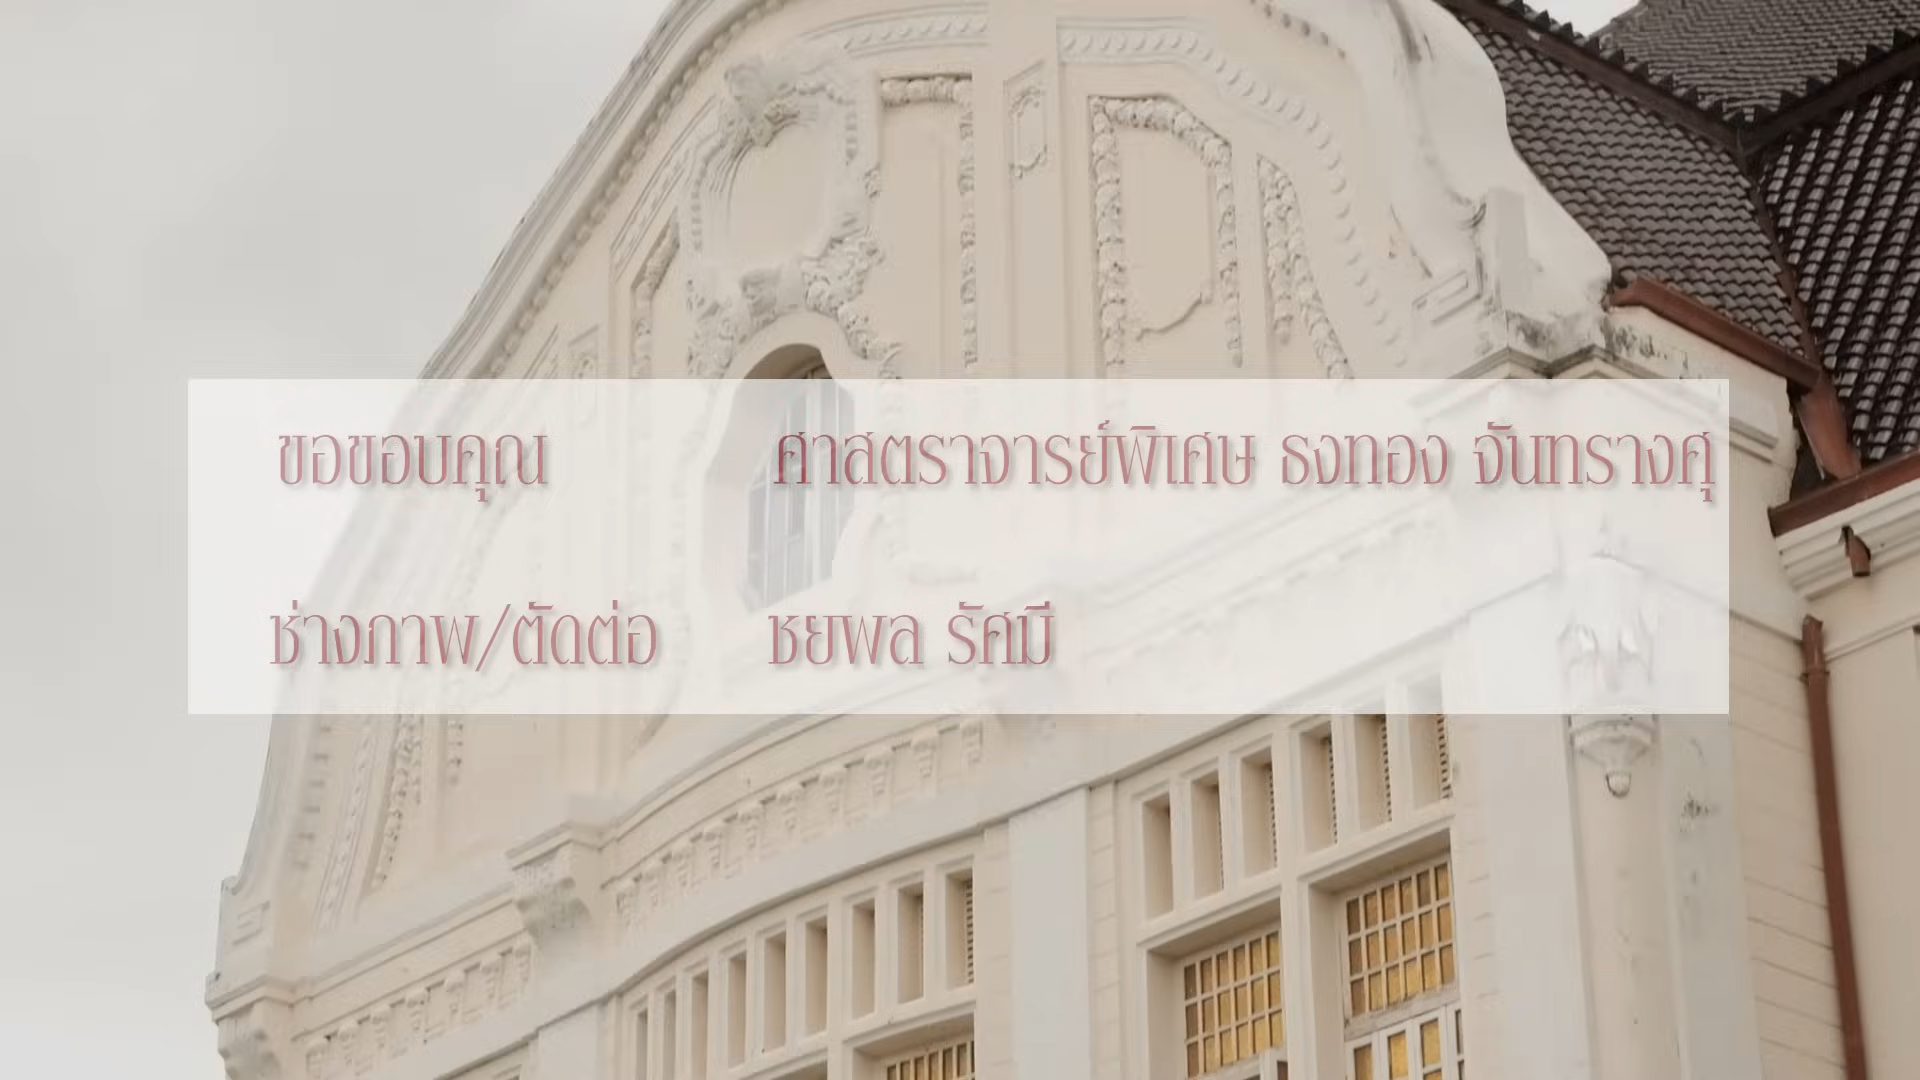 ขอขอบคุณ ศาสตราจารย์พิเศษ ธงทอง จันทรางศุ
ช่างภาพ/ตัดต่อ ชยพล รัศมี